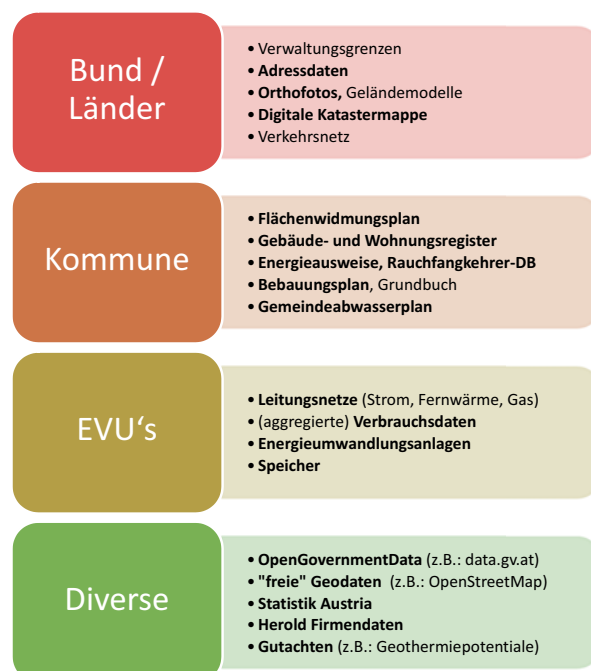 Bund /
Länder
• Verwaltungsgrenzen
• Adressdaten
• Orthofotos, Geländemodelle
• Digitale Katastermappe
• Verkehrsnetz
Kommune
• Flächenwidmungsplan
• Gebäude- und Wohnungsregister
• Energieausweise, Rauchfangkehrer-DB
• Bebauungsplan, Grundbuch
• Gemeindeabwasserplan
EVU‘s
• Leitungsnetze (Strom, Fernwärme, Gas)
• (aggregierte) Verbrauchsdaten
• Energieumwandlungsanlagen
• Speicher
Diverse
• OpenGovernmentData (z.B.: data.gv.at)
• "freie" Geodaten (z.B.: OpenStreetMap)
• Statistik Austria
• Herold Firmendaten
• Gutachten (z.B.: Geothermiepotentiale)